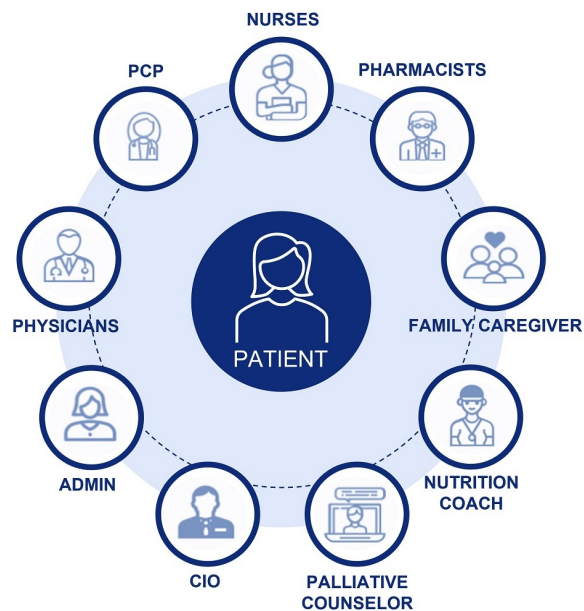 NURSES
PCP
PHARMACISTS
PHYSICIANS
FAMILY CAREGIVER
PATIENT
ADMIN
NUTRITION
COACH
CIO
PALLIATIVE
COUNSELOR